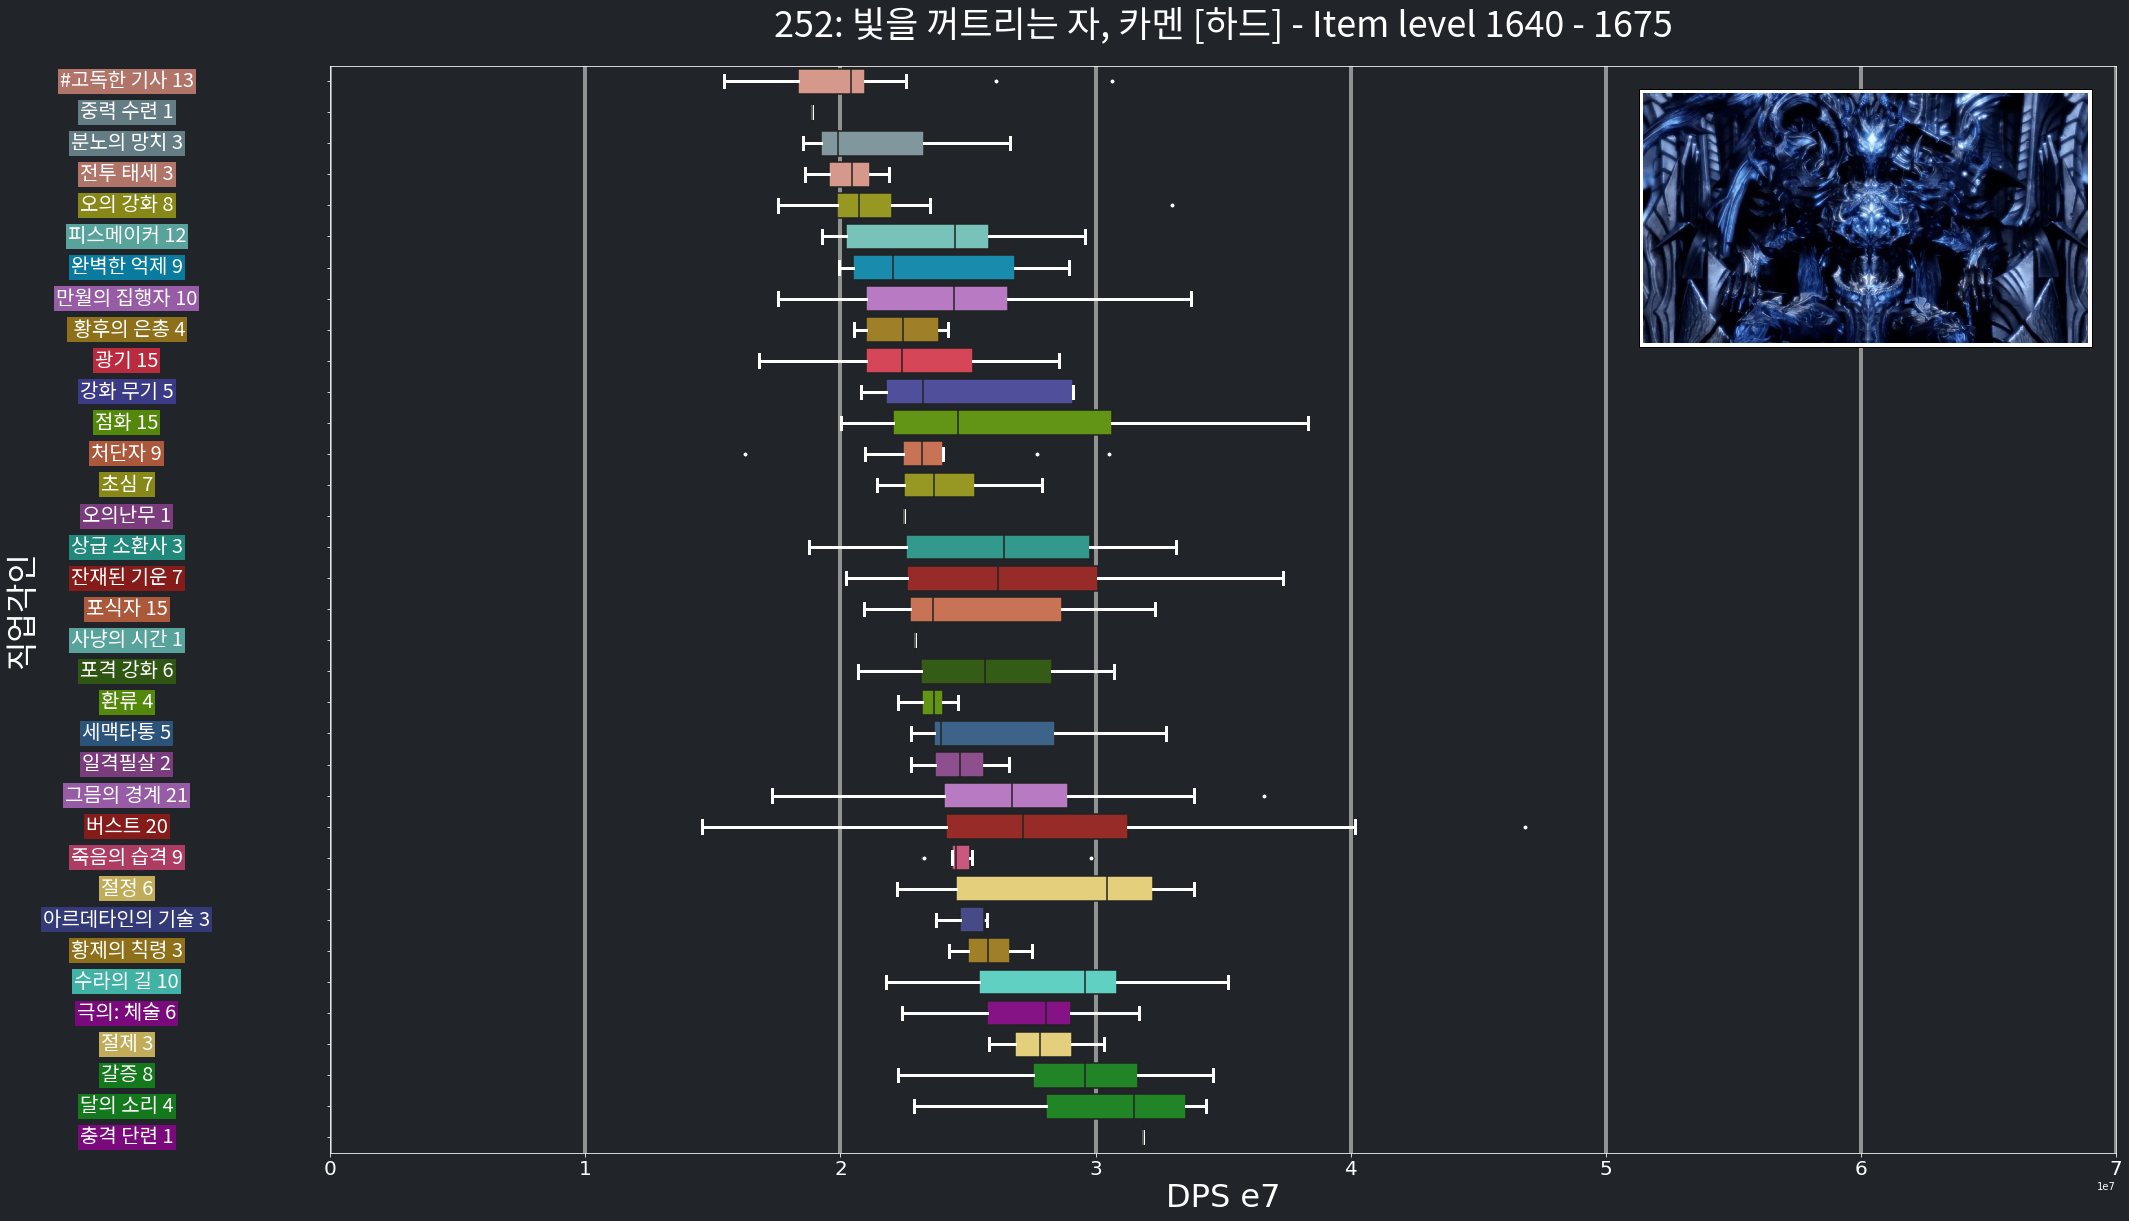 252: 빛을 꺼트리는 자, 카멘 [하드] - Item level 1640 - 1675
직업각인
#고독한 기사 13
중력 수련 1
분노의 망치 3
전투 태세 3
오의 강화 8
피스메이커 12
완벽한 억제 9
만월의 집행자 10
황후의 은총 4
광기 15
강화 무기 5
점화 15
처단자 9
초심 7
오의난무 1
상급 소환사 3
잔재된 기운 7
포식자 15
사냥의 시간 1
포격 강화 6
환류 4
세맥타통 5
일격필살 2
그믐의 경계 21
버스트 20
죽음의 습격 9
절정 6
아르데타인의 기술 3
황제의 칙령 3
수라의 길 10
극의: 체술 6
절제 3
갈증 8
달의 소리 4
충격 단련 1
0 1 2 3 4 5 6 7
1e7
DPS e7